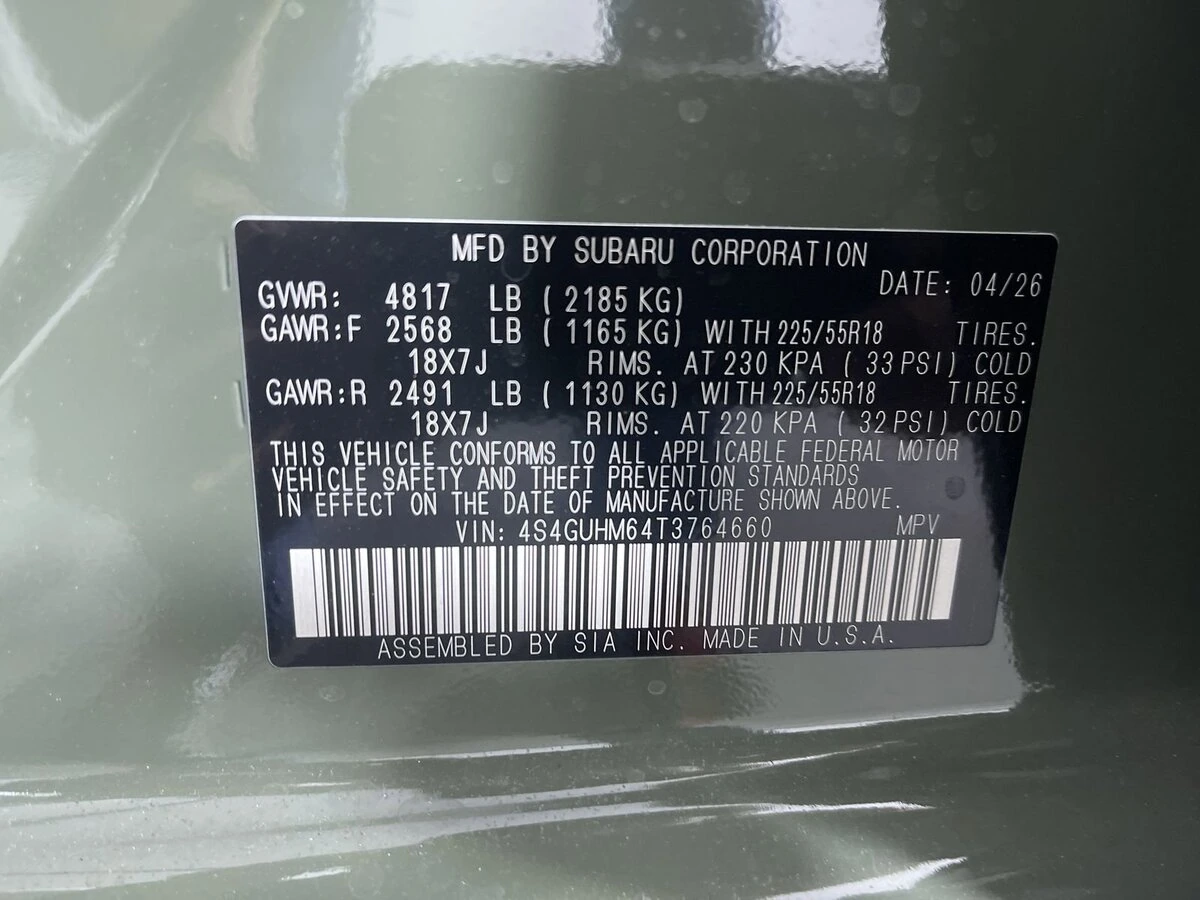 MFD BY SUBARU CORPORATION
DATE: 04/26
GVWR: 4817 LB ( 2185 KG)
GAWR:F 2568 LB ( 1165 KG) WITH 225/55R18 TIRES.
18X7J RIMS. AT 230 KPA ( 33 PSI) COLD
GAWR:R 2491 LB ( 1130 KG) WITH 225/55R18 TIRES.
18X7J RIMS. AT 220 KPA ( 32 PSI) COLD
THIS VEHICLE CONFORMS TO ALL APPLICABLE FEDERAL MOTOR
VEHICLE SAFETY AND THEFT PREVENTION STANDARDS
IN EFFECT ON THE DATE OF MANUFACTURE SHOWN ABOVE.
VIN: 4S4GUHM64T3764660 MPV
ASSEMBLED BY SIA INC. MADE IN U.S.A.